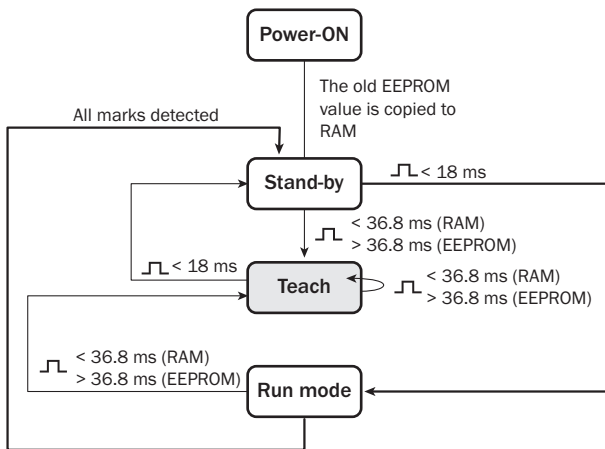 Power-ON
The old EEPROM
value is copied to
RAM
All marks detected
Stand-by
< 18 ms
< 36.8 ms (RAM)
> 36.8 ms (EEPROM)
< 18 ms
Teach
< 36.8 ms (RAM)
> 36.8 ms (EEPROM)
< 36.8 ms (RAM)
> 36.8 ms (EEPROM)
Run mode